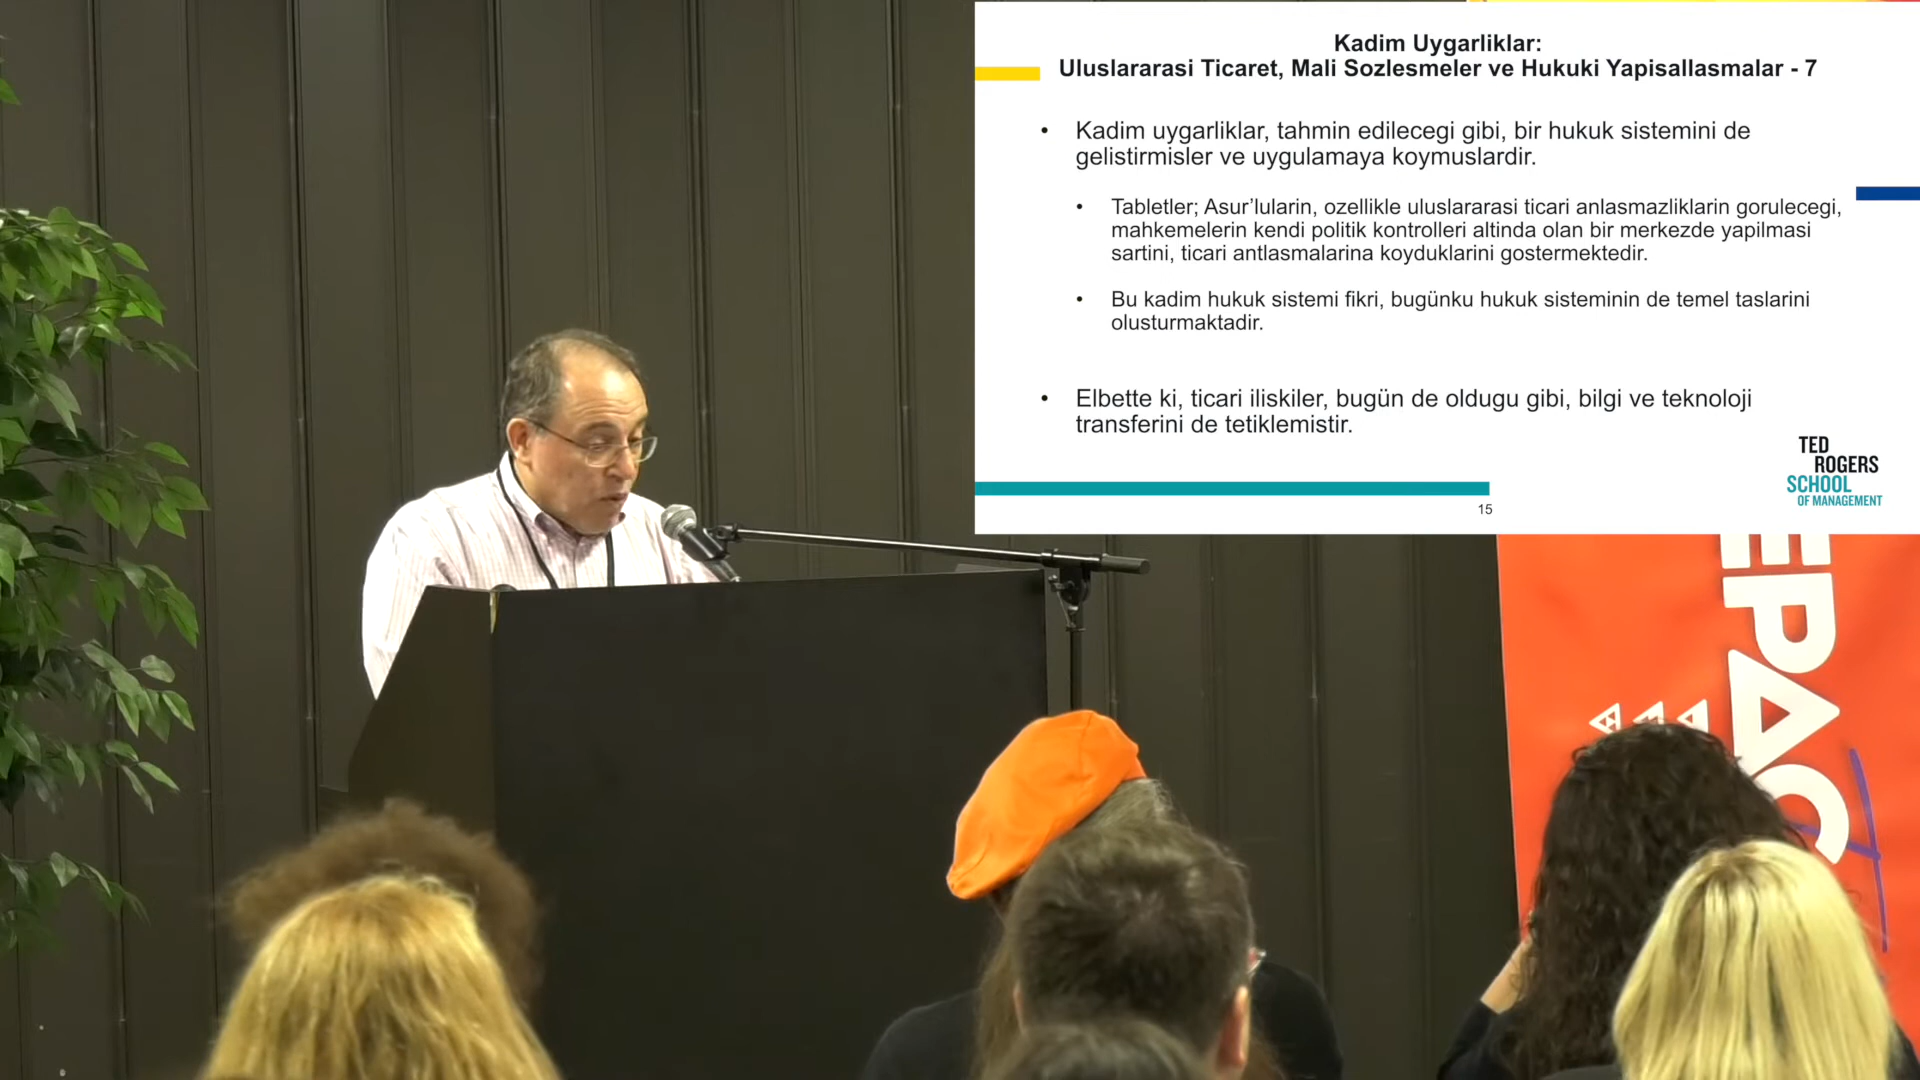 Kadim Uygarliklar:
Uluslararasi Ticaret, Mali Sozlesmeler ve Hukuki Yapisallasmalar - 7
• Kadim uygarliklar, tahmin edilecegi gibi, bir hukuk sistemini de
gelistirmisler ve uygulamaya koymuslardir.
• Tabletler; Asur’lularin, ozellikle uluslararasi ticari anlasmazliklarin gorulecegi,
mahkemelerin kendi politik kontrolleri altinda olan bir merkezde yapilmasi
sartini, ticari antlasmalarina koyduklarini gostermektedir.
• Bu kadim hukuk sistemi fikri, bugünku hukuk sisteminin de temel taslarini
olusturmaktadir.
• Elbette ki, ticari iliskiler, bugün de oldugu gibi, bilgi ve teknoloji
transferini de tetiklemistir.
TED
ROGERS
SCHOOL
OF MANAGEMENT
15
EPAC